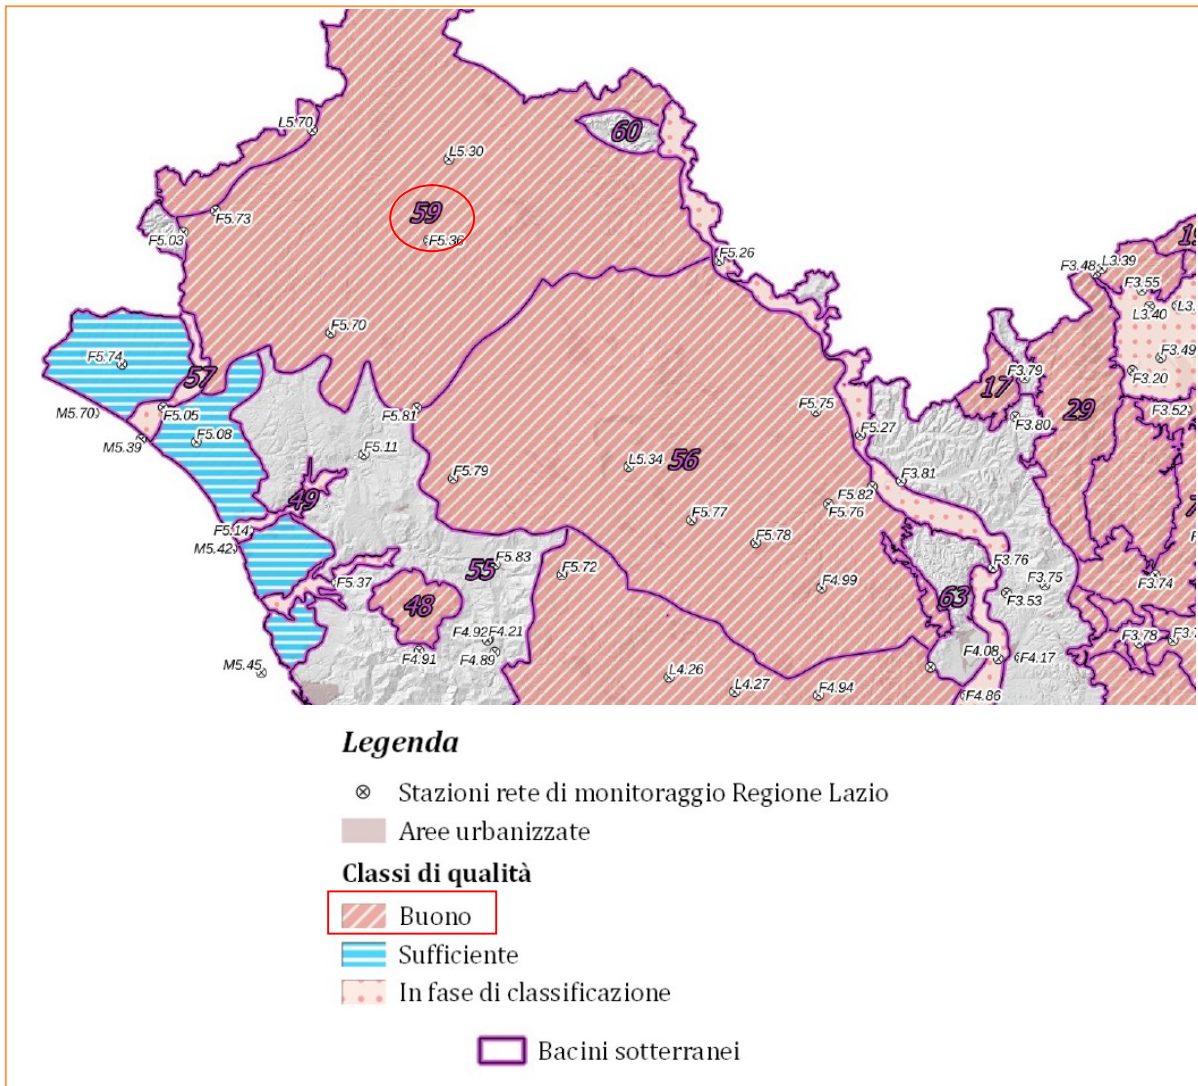 L5.70
60
L5.30
59
F5.73
F5.03
F5.36
F5.26
L3.39
F3.48
F3.55
L3.40
F5.70
F5.74
57
F3.49
F3.79
F3.20
17
M5.70
F5.05
F5.81
F5.75
29
F3.52
M5.39
F5.08
F3.80
F5.11
F5.27
L5.34
56
F5.79
F3.81
49
F5.82
F5.76
F5.14
F5.77
M5.42
F5.78
F5.83
55
F5.72
F3.76
F5.37
F4.99
F3.75
F3.74
48
63
F3.53
F4.92
F4.21
F3.78
F4.91
F4.89
F4.08
F4.17
M5.45
L4.26
L4.27
F4.94
F4.86
Legenda
Stazioni rete di monitoraggio Regione Lazio
Aree urbanizzate
Classi di qualità
Buono
Sufficiente
In fase di classificazione
Bacini sotterranei